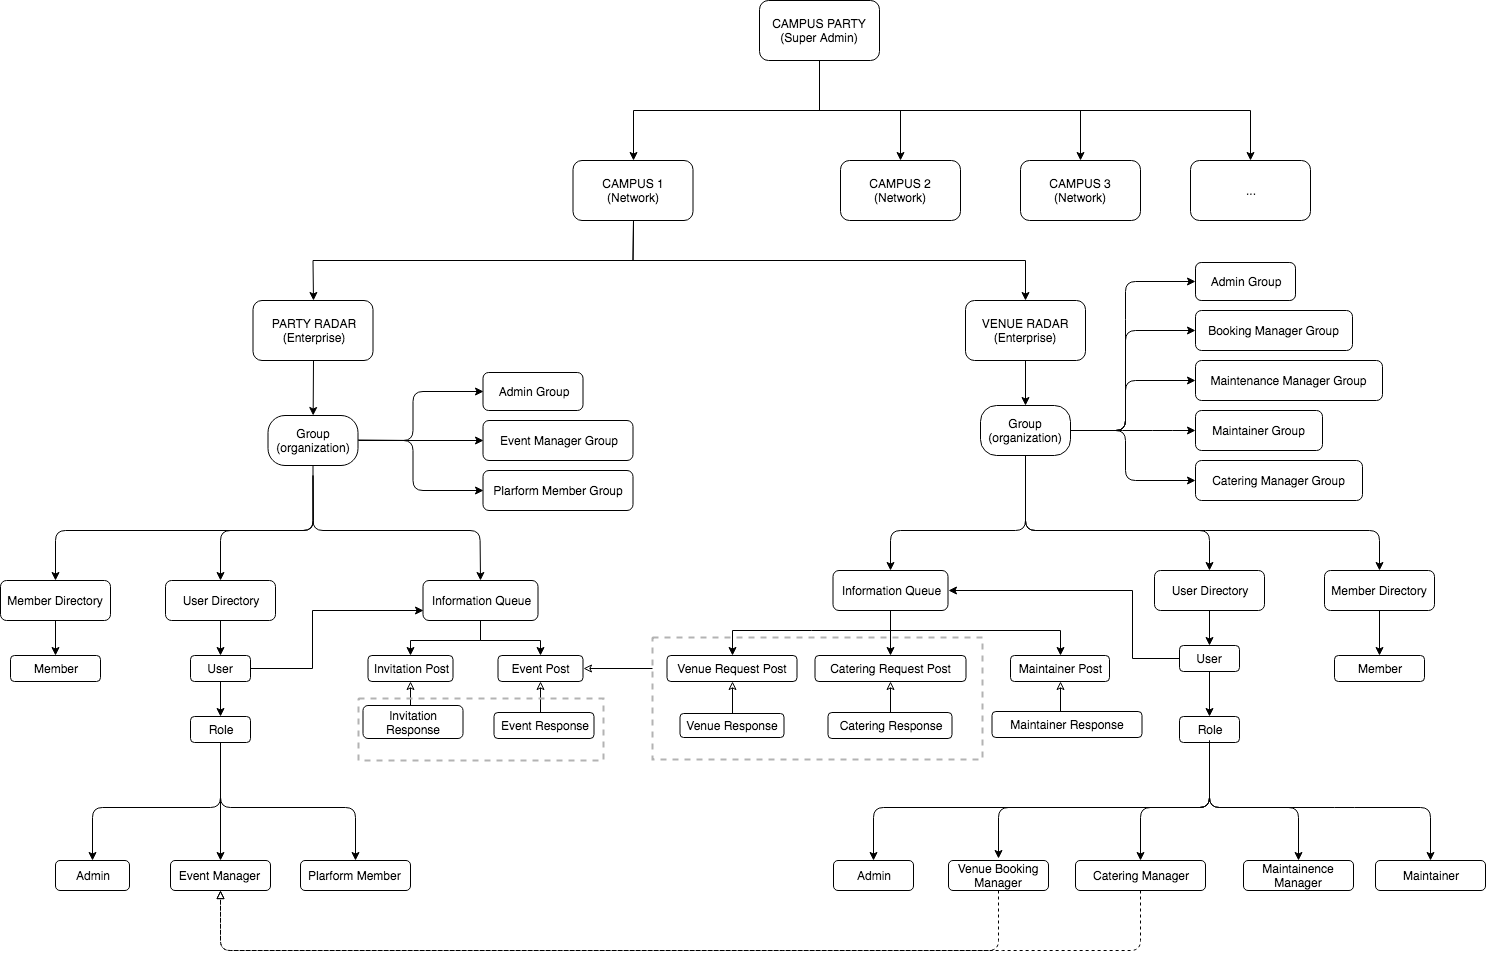 CAMPUS PARTY
(Super Admin)
CAMPUS 1
(Network)
CAMPUS 2
(Network)
CAMPUS 3
(Network)
...
PARTY RADAR
(Enterprise)
VENUE RADAR
(Enterprise)
Admin Group
Booking Manager Group
Maintenance Manager Group
Maintainer Group
Catering Manager Group
Group
(organization)
Admin Group
Event Manager Group
Plarform Member Group
Group
(organization)
Member Directory
User Directory
Information Queue
Information Queue
User Directory
Member Directory
Member
User
Invitation Post
Event Post
Venue Request Post
Catering Request Post
Maintainer Post
User
Member
Role
Invitation
Response
Event Response
Venue Response
Catering Response
Maintainer Response
Role
Admin
Event Manager
Plarform Member
Admin
Venue Booking
Manager
Catering Manager
Maintainence
Manager
Maintainer